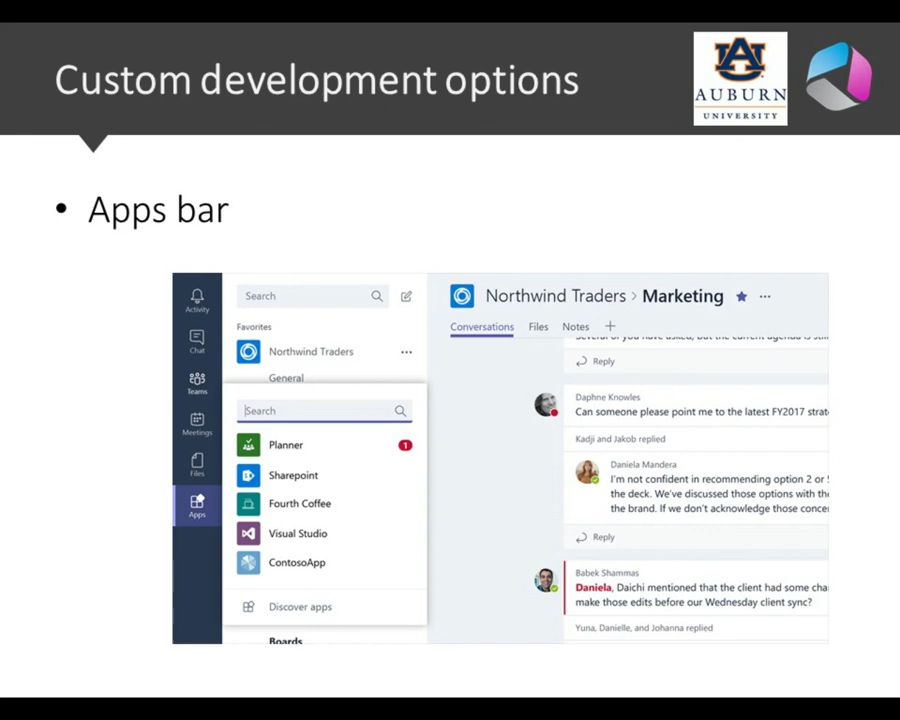 Custom development options
AUBURN
UNIVERSITY
• Apps bar
Activity
Chat
Teams
Meetings
Files
Apps
Search
Favorites
Northwind Traders
General
Search
Planner
1
Sharepoint
Fourth Coffee
Visual Studio
ContosoApp
Discover apps
Boards
Northwind Traders > Marketing
Conversations Files Notes
Reply
Daphne Knowles
Can someone please point me to the latest FY2017 strat
Kadji and Jakob replied
Daniela Mandera
I'm not confident in recommending option 2 or
the deck. We've discussed those options with the
the brand. If we don't acknowledge those conce
Reply
Babek Shammas
Daniela, Daichi mentioned that the client had some cha
make those edits before our Wednesday client sync?
Yuna, Danielle, and Johanna replied